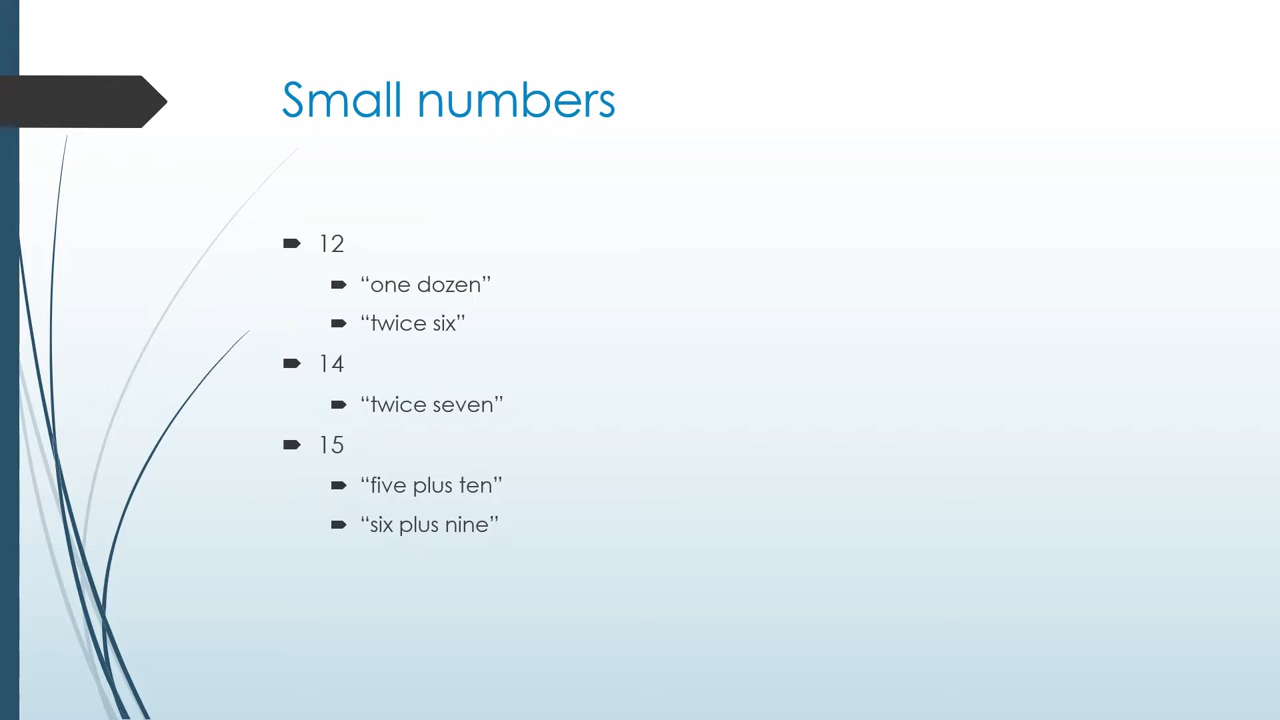 Small numbers
12
“one dozen”
“twice six”
14
“twice seven”
15
“five plus ten”
“six plus nine”